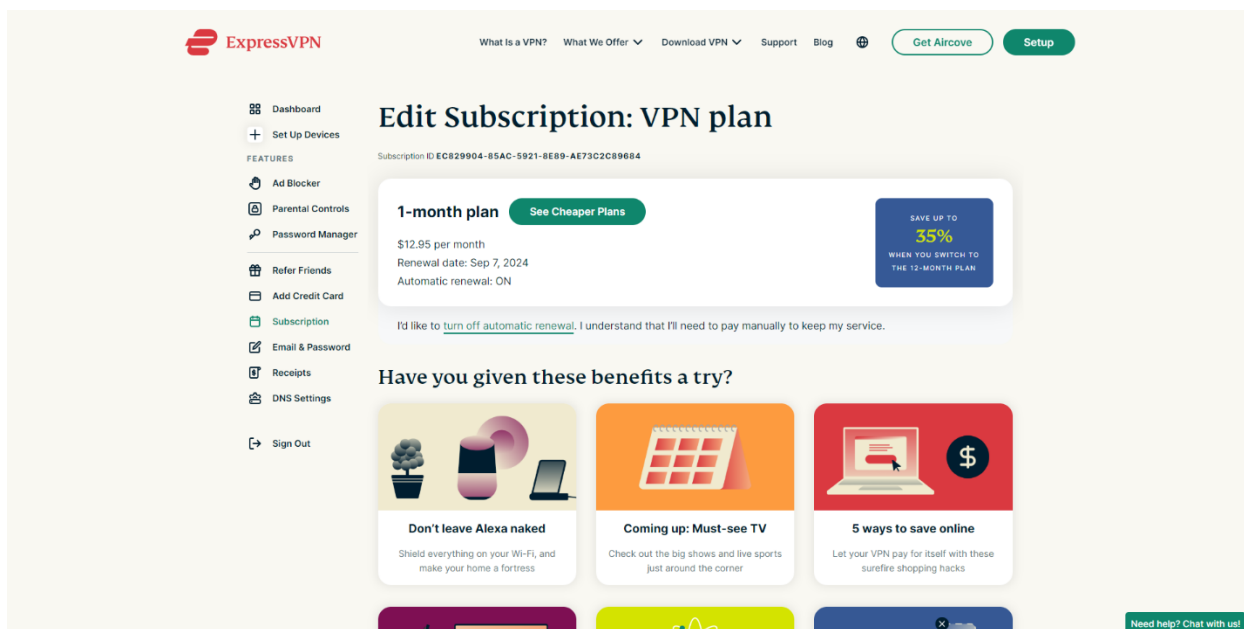 ExpressVPN
What Is a VPN?
What We Offer
Download VPN
Support
Blog
Get Aircove
Setup
Dashboard
Set Up Devices
FEATURES
Ad Blocker
Parental Controls
Password Manager
Refer Friends
Add Credit Card
Subscription
Email & Password
Receipts
DNS Settings
Sign Out
Edit Subscription: VPN plan
Subscription ID EC829904-85AC-5921-8E89-AE73C2C89684
1-month plan
See Cheaper Plans
$12.95 per month
Renewal date: Sep 7, 2024
Automatic renewal: ON
SAVE UP TO
35%
WHEN YOU SWITCH TO
THE 12-MONTH PLAN
I'd like to turn off automatic renewal. I understand that I'll need to pay manually to keep my service.
Have you given these benefits a try?
Don't leave Alexa naked
Shield everything on your Wi-Fi, and
make your home a fortress
Coming up: Must-see TV
Check out the big shows and live sports
just around the corner
$
5 ways to save online
Let your VPN pay for itself with these
surefire shopping hacks
Need help? Chat with us!